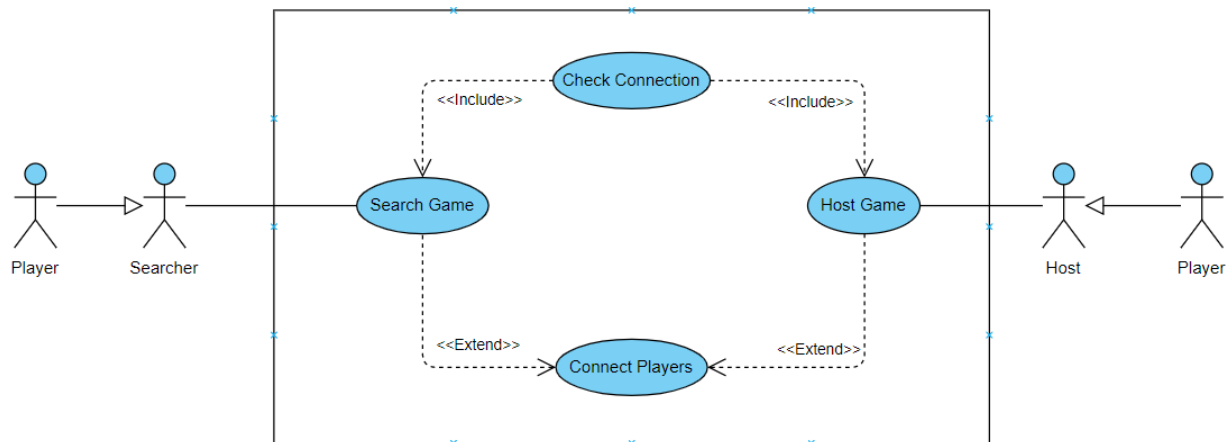 Check Connection
<<Include>>
<<Include>>
Search Game
Host Game
Player
Searcher
Host
Player
<<Extend>>
<<Extend>>
Connect Players